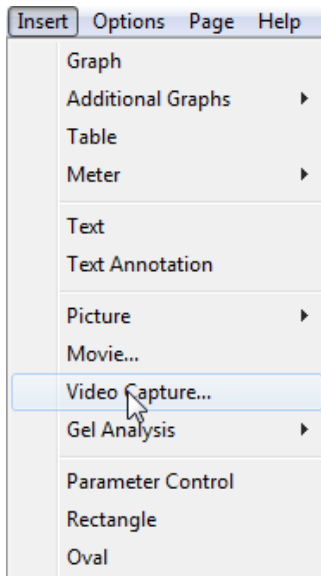 Insert Options Page Help
Graph
Additional Graphs
Table
Meter
Text
Text Annotation
Picture
Movie...
Video Capture...
Gel Analysis
Parameter Control
Rectangle
Oval